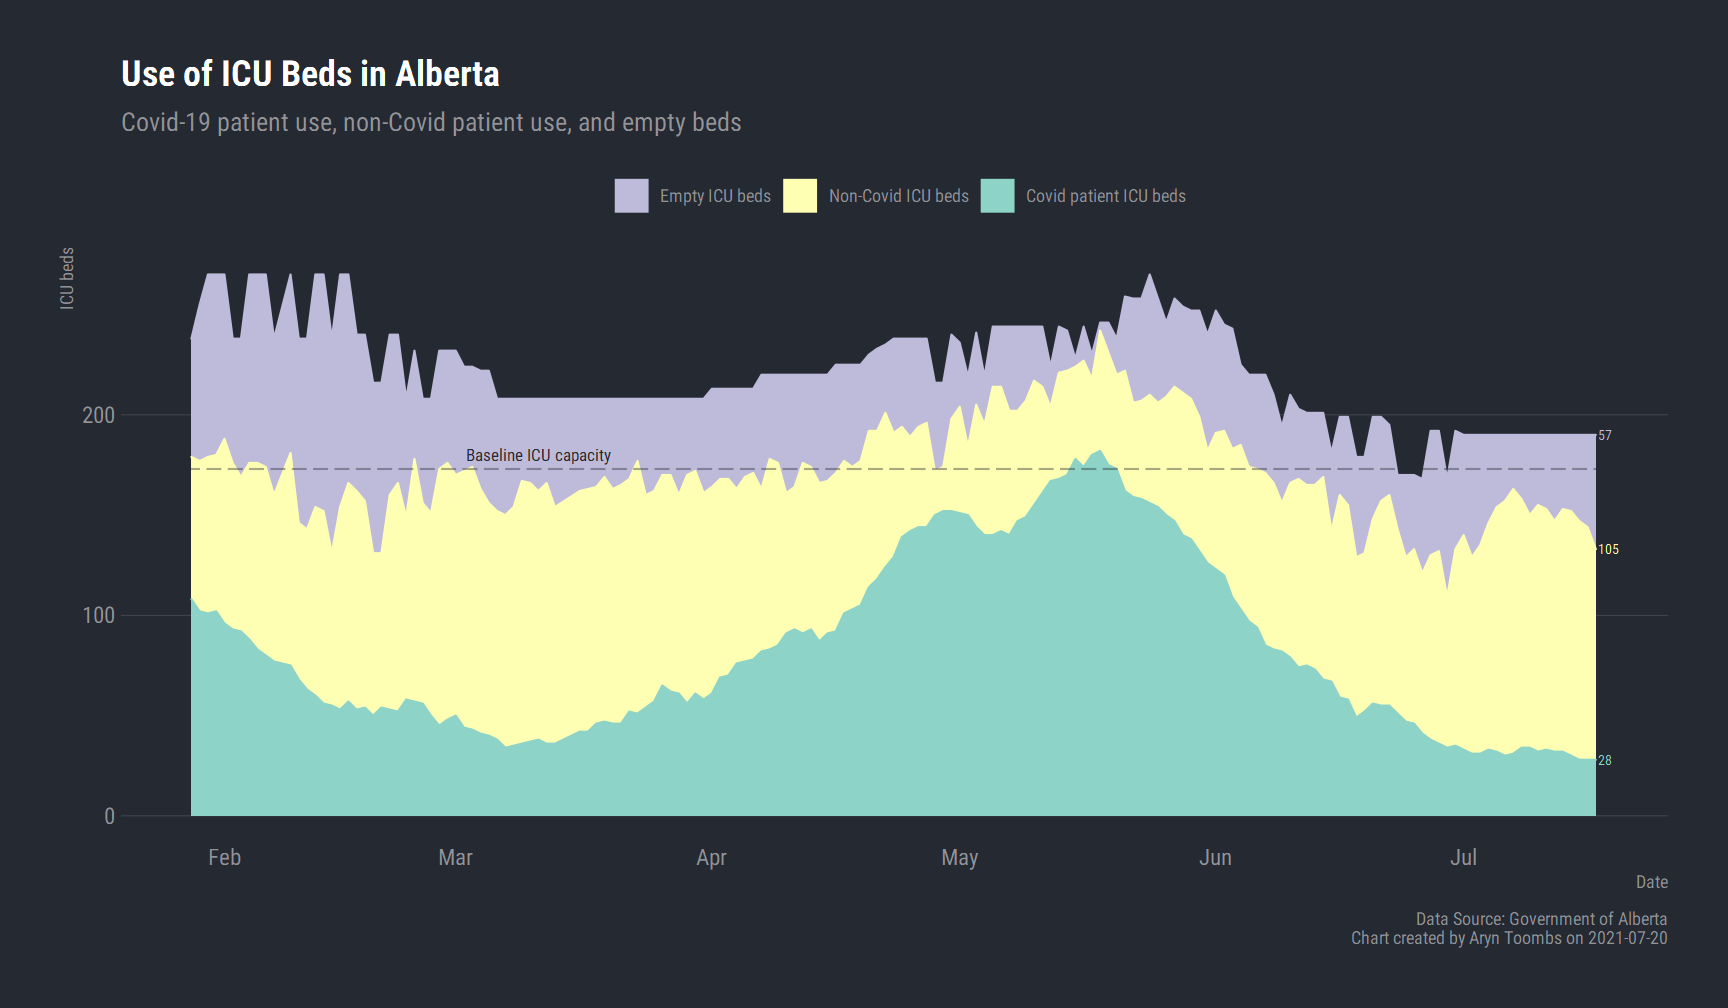 Use of ICU Beds in Alberta
Covid-19 patient use, non-Covid patient use, and empty beds
Empty ICU beds Non-Covid ICU beds Covid patient ICU beds
ICU beds
200
Baseline ICU capacity
57
105
100
28
0
Feb Mar Apr May Jun Jul
Date
Data Source: Government of Alberta
Chart created by Aryn Toombs on 2021-07-20